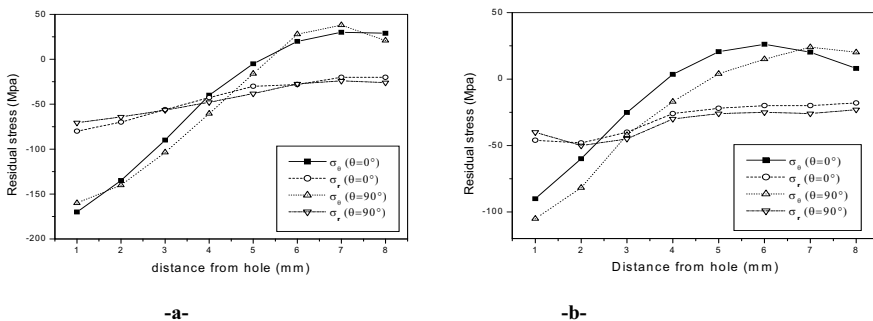 50
0
-50
-100
-150
-200
Residual stress (Mpa)
1 2 3 4 5 6 7 8
distance from hole (mm)
σθ (θ=0°)
σr (θ=0°)
σθ (θ=90°)
σr (θ=90°)
-a-
50
0
-50
-100
Residual stress (Mpa)
1 2 3 4 5 6 7 8
Distance from hole (mm)
σθ (θ=0°)
σr (θ=0°)
σθ (θ=90°)
σr (θ=90°)
-b-